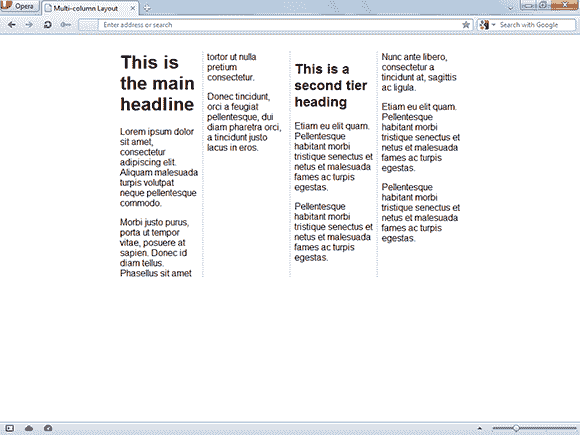 Opera
Multi-column Layout
Enter address or search
Search with Google
This is
the main
headline
Lorem ipsum dolor
sit amet,
consectetur
adipiscing elit.
Aliquam malesuada
turpis volutpat
neque pellentesque
commodo.
Morbi justo purus,
porta ut tempor
vitae, posuere at
sapien. Donec id
diam tellus.
Phasellus sit amet
tortor ut nulla
pretium
consectetur.
Donec tincidunt,
orci a feugiat
pellentesque, dui
diam pharetra orci,
a tincidunt justo
lacus in eros.
This is a
second tier
heading
Etiam eu elit quam.
Pellentesque
habitant morbi
tristique senectus et
netus et malesuada
fames ac turpis
egestas.
Pellentesque
habitant morbi
tristique senectus et
netus et malesuada
fames ac turpis
egestas.
Nunc ante libero,
consectetur a
tincidunt at, sagittis
ac ligula.
Etiam eu elit quam.
Pellentesque
habitant morbi
tristique senectus et
netus et malesuada
fames ac turpis
egestas.
Pellentesque
habitant morbi
tristique senectus et
netus et malesuada
fames ac turpis
egestas.